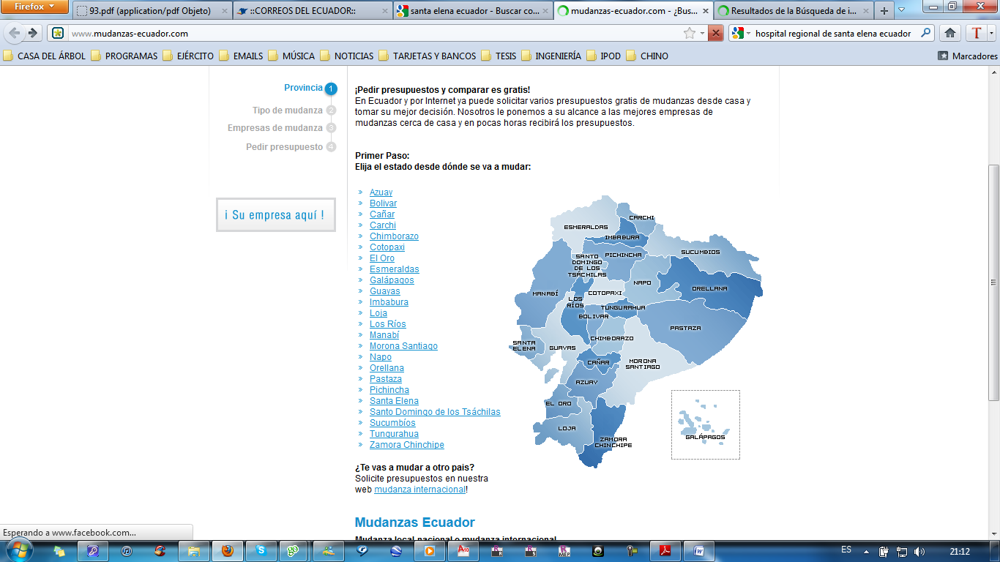 Firefox
93.pdf (application/pdf Objeto)
::CORREOS DEL ECUADOR::
santa elena ecuador - Buscar co...
mudanzas-ecuador.com - ¿Bus...
Resultados de la Búsqueda de i...
www.mudanzas-ecuador.com
hospital regional de santa elena ecuador
CASA DEL ÁRBOL
PROGRAMAS
EJÉRCITO
EMAILS
MÚSICA
NOTICIAS
TARJETAS Y BANCOS
TESIS
INGENIERÍA
IPOD
CHINO
Marcadores
Provincia 1
Tipo de mudanza 2
Empresas de mudanza 3
Pedir presupuesto 4
¡ Su empresa aquí !
¡Pedir presupuestos y comparar es gratis!
En Ecuador y por Internet ya puede solicitar varios presupuestos gratis de mudanzas desde casa y
tomar su mejor decisión. Nosotros le ponemos a su alcance a las mejores empresas de
mudanzas cerca de casa y en pocas horas recibirá los presupuestos.
Primer Paso:
Elija el estado desde dónde se va a mudar:
Azuay
Bolivar
Cañar
Carchi
Chimborazo
Cotopaxi
El Oro
Esmeraldas
Galápagos
Guayas
Imbabura
Loja
Los Ríos
Manabí
Morona Santiago
Napo
Orellana
Pastaza
Pichincha
Santa Elena
Santo Domingo de los Tsáchilas
Sucumbíos
Tungurahua
Zamora Chinchipe
ESMERALDAS
CARCHI
IMBABURA
SUCUMBIOS
PICHINCHA
SANTO
DOMINGO
DE LOS
TSÁCHILAS
NAPO
ORELLANA
MANABÍ
COTOPAXI
LOS
RÍOS
TUNGURAHUA
BOLIVAR
PASTAZA
CHIMBORAZO
SANTA
ELENA
GUAYAS
CAÑAR
MORONA
SANTIAGO
AZUAY
EL ORO
LOJA
ZAMORA
CHINCHIPE
GALÁPAGOS
¿Te vas a mudar a otro pais?
Solicite presupuestos en nuestra
web mudanza internacional!
Mudanzas Ecuador
Mudanza local nacional o mudanza internacional
Esperando a www.facebook.com...
ES
21:12